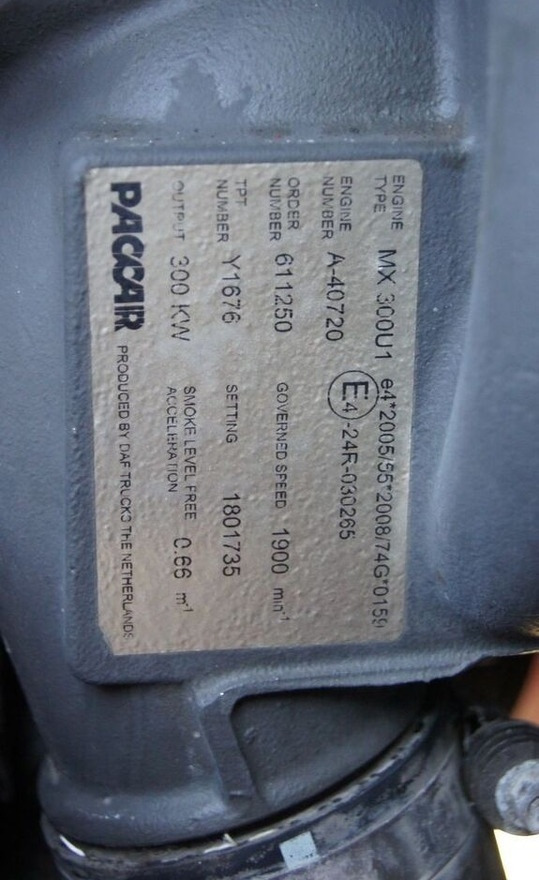 ENGINE TYPE MX 300U1 e4*2005/55*2008/74G*0159
ENGINE NUMBER A-40720 E4-24R-030265
ORDER NUMBER 611250 GOVERNED SPEED 1900 min-1
TPT NUMBER Y1676 SETTING 1801735
OUTPUT 300 KW SMOKE LEVEL FREE ACCELERATION 0.66 m-1
PACCAR PRODUCED BY DAF TRUCKS THE NETHERLANDS